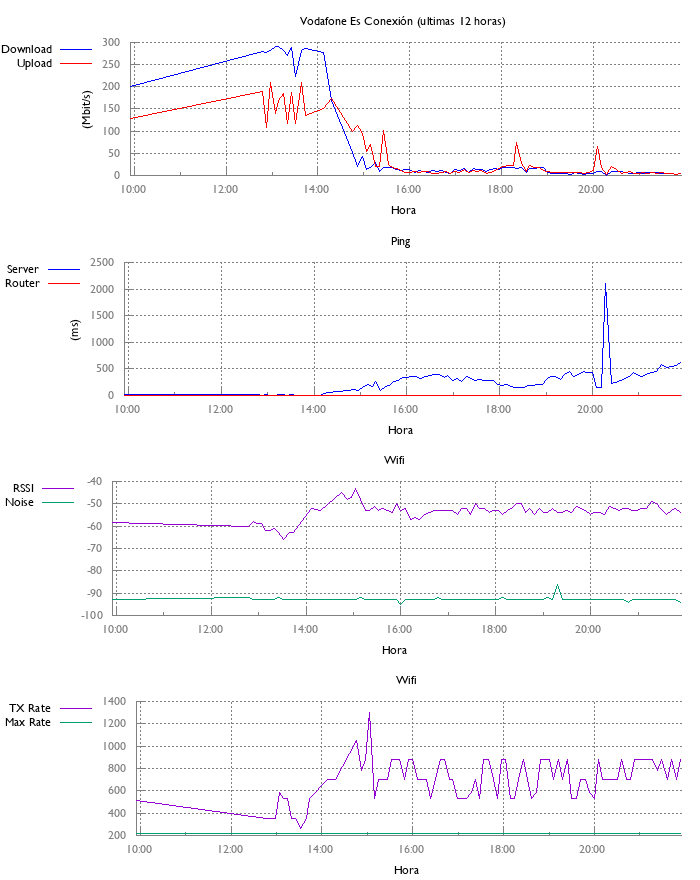 Vodafone Es Conexión (ultimas 12 horas)
Download
Upload
(Mbit/s)
300
250
200
150
100
50
0
10:00 12:00 14:00 16:00 18:00 20:00
Hora
Ping
Server
Router
(ms)
2500
2000
1500
1000
500
0
10:00 12:00 14:00 16:00 18:00 20:00
Hora
Wifi
RSSI
Noise
-40
-50
-60
-70
-80
-90
-100
10:00 12:00 14:00 16:00 18:00 20:00
Hora
Wifi
TX Rate
Max Rate
1400
1200
1000
800
600
400
200
10:00 12:00 14:00 16:00 18:00 20:00
Hora